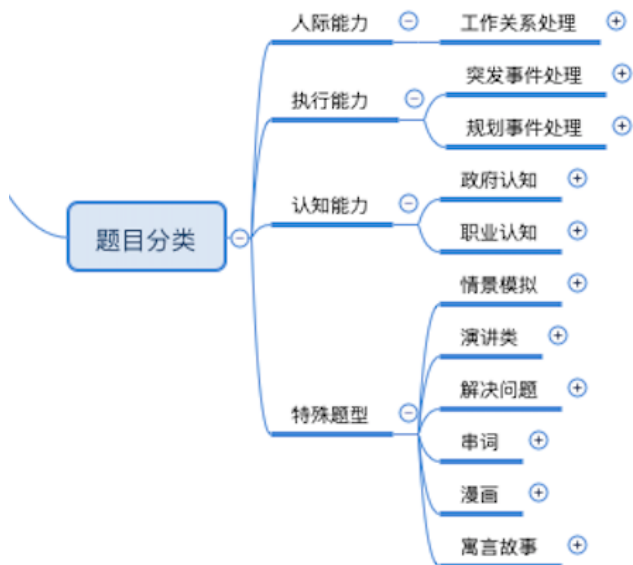 人际能力
工作关系处理
执行能力
突发事件处理
规划事件处理
题目分类
认知能力
政府认知
职业认知
特殊题型
情景模拟
演讲类
解决问题
串词
漫画
寓言故事